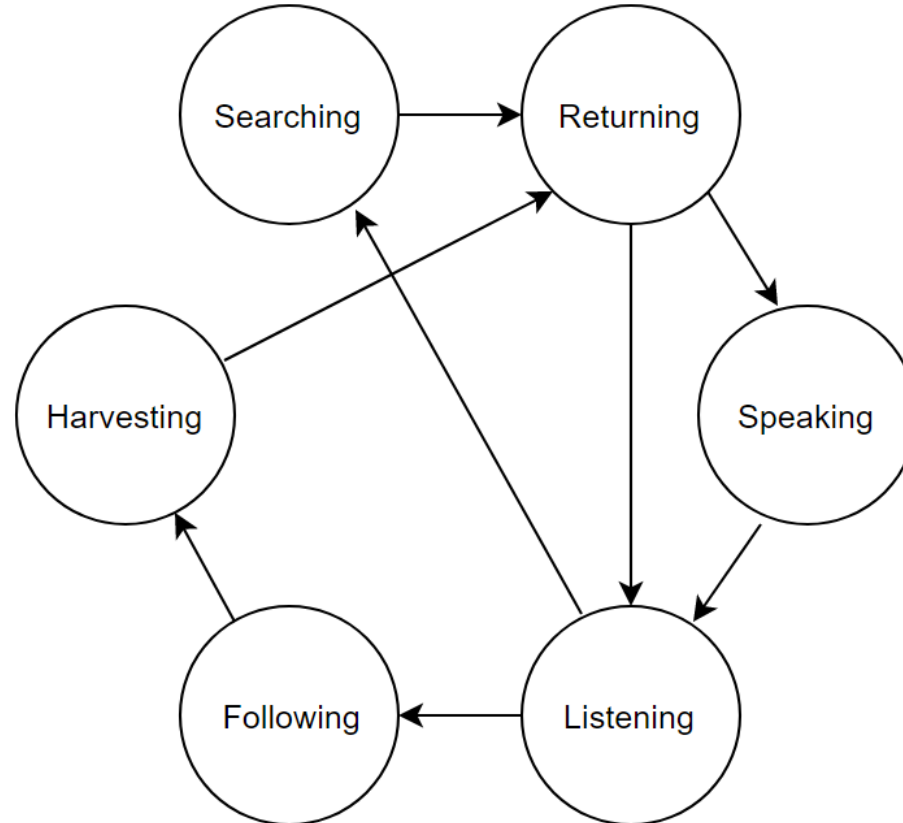 Searching
Returning
Harvesting
Speaking
Following
Listening